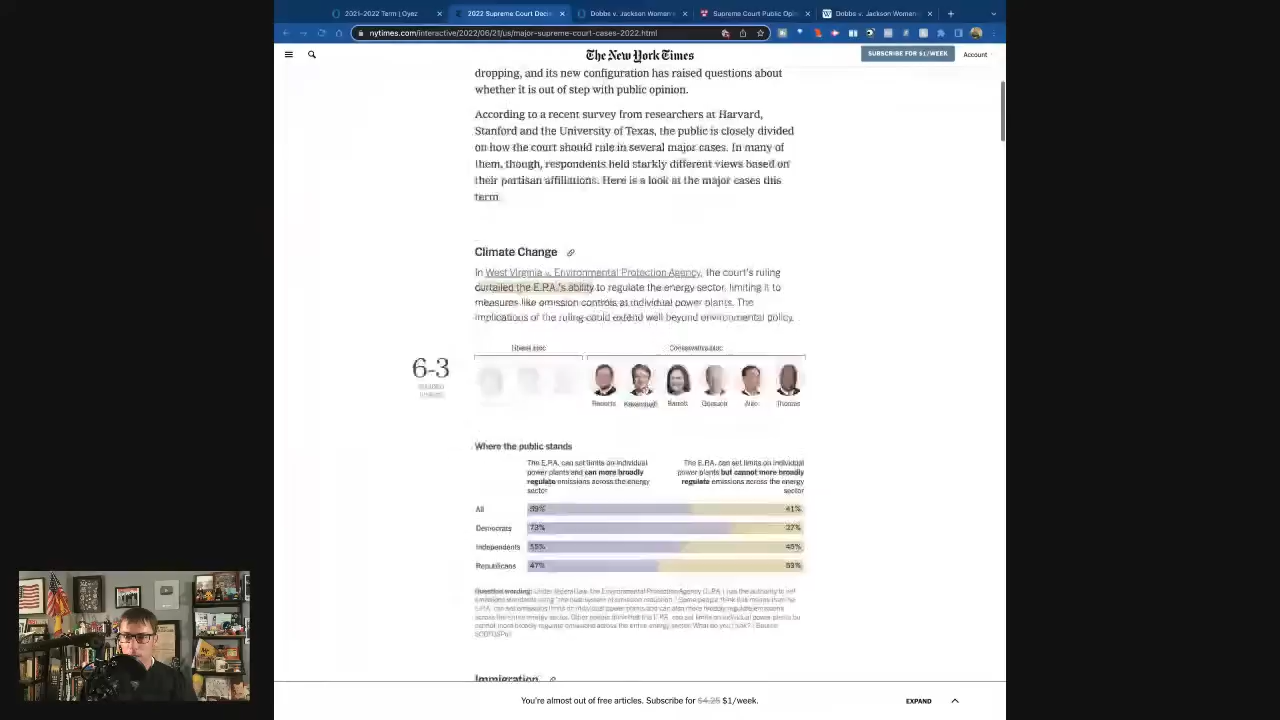 2021-2022 Term | Oyez
2022 Supreme Court Deci
Dobbs v. Jackson Women
Supreme Court Public Opi
Dobbs v. Jackson Women
nytimes.com/interactive/2022/06/21/us/major-supreme-court-cases-2022.html
The New York Times
SUBSCRIBE FOR $1/WEEK
Account
dropping, and its new configuration has raised questions about
whether it is out of step with public opinion.
According to a recent survey from researchers at Harvard,
Stanford and the University of Texas, the public is closely divided
on how the court should rule in several major cases. In many of
them, though, respondents held starkly different views based on
their partisan affiliations. Here is a look at the major cases this
term.
Climate Change
In West Virginia v. Environmental Protection Agency, the court's ruling
curtailed the E.P.A.'s ability to regulate the energy sector, limiting it to
measures like emission controls at individual power plants. The
implications of the ruling could extend well beyond environmental policy.
Liberal bloc
Conservative bloc
6-3
Roberts
Kavanaugh
Barrett
Gorsuch
Alito
Thomas
Where the public stands
The E.P.A. can set limits on individual
power plants and can more broadly
regulate emissions across the energy
sector
The E.P.A. can set limits on individual
power plants but cannot more broadly
regulate emissions across the energy
sector
All
59%
41%
Democrats
73%
27%
Independents
55%
45%
Republicans
47%
53%
Immigration
You're almost out of free articles. Subscribe for $4.25 $1/week.
EXPAND